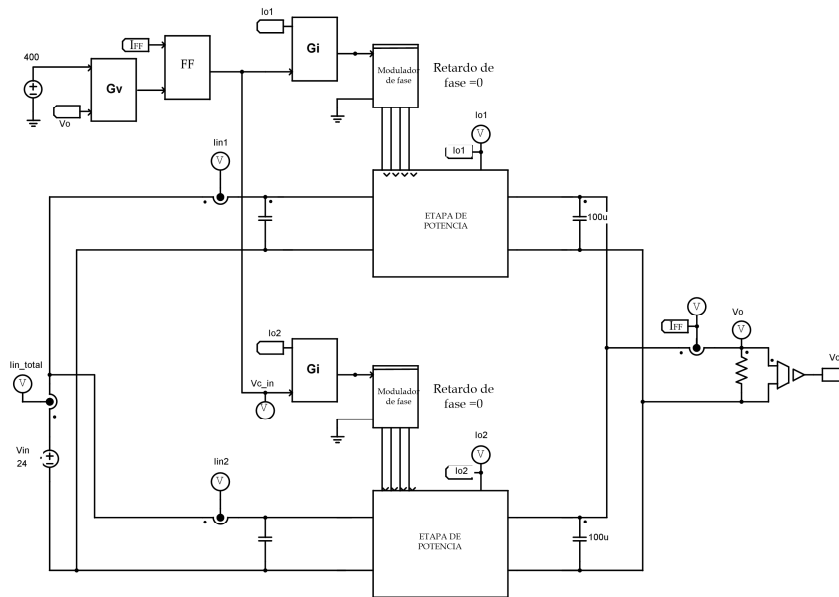 Io1
IFF
FF
Gi
400
Gv
Vo
Modulador
de fase
Retardo de
fase =0
Io1
V
Io1
Iin1
V
ETAPA DE
POTENCIA
100u
V
IFF
Vo
V
Vo
Io2
Gi
Vc_in
V
Modulador
de fase
Retardo de
fase =0
Iin_total
V
Vin
24
Io2
V
Io2
Iin2
V
ETAPA DE
POTENCIA
100u